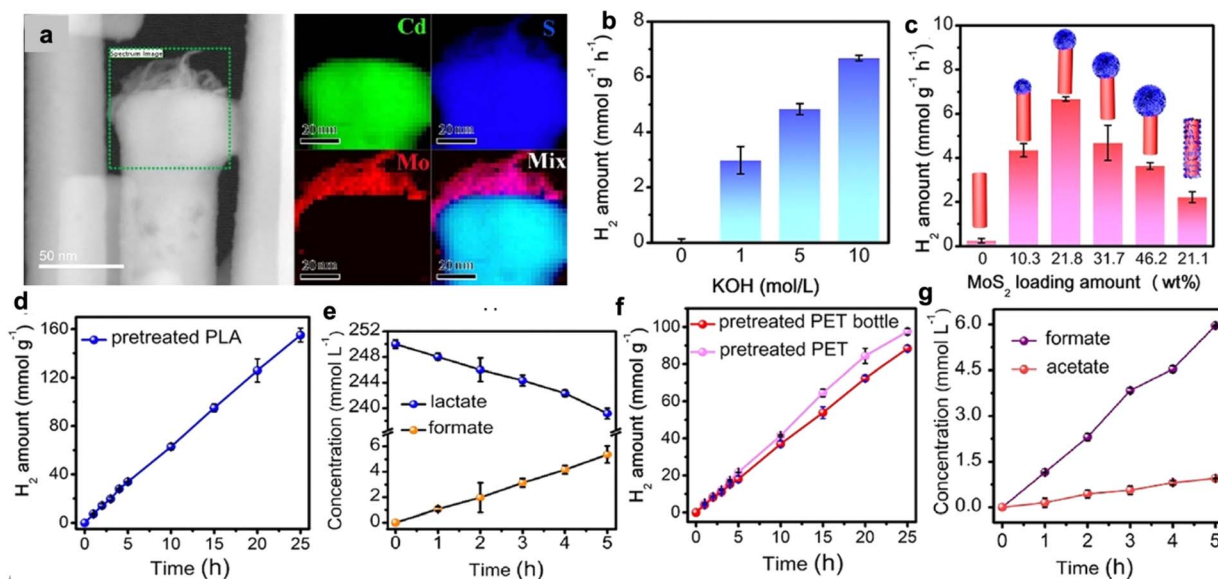 a
Spectrum Image
50 nm
Cd
20 nm
S
20 nm
Mo
20 nm
Mix
20 nm
b
H2 amount (mmol g-1 h-1)
8
6
4
2
0
0 1 5 10
KOH (mol/L)
c
H2 amount (mmol g-1 h-1)
10
9
8
7
6
5
4
3
2
1
0
0 10.3 21.8 31.7 46.2 21.1
MoS2 loading amount (wt%)
d
H2 amount (mmol g-1)
160
120
80
40
0
pretreated PLA
0 5 10 15 20 25
Time (h)
e
Concentration (mmol L-1)
252
248
244
240
6
4
2
0
lactate
formate
0 1 2 3 4 5
Time (h)
f
H2 amount (mmol g-1)
100
80
60
40
20
0
pretreated PET bottle
pretreated PET
0 5 10 15 20 25
Time (h)
g
Concentration (mmol L-1)
6.0
4.5
3.0
1.5
0.0
formate
acetate
0 1 2 3 4 5
Time (h)